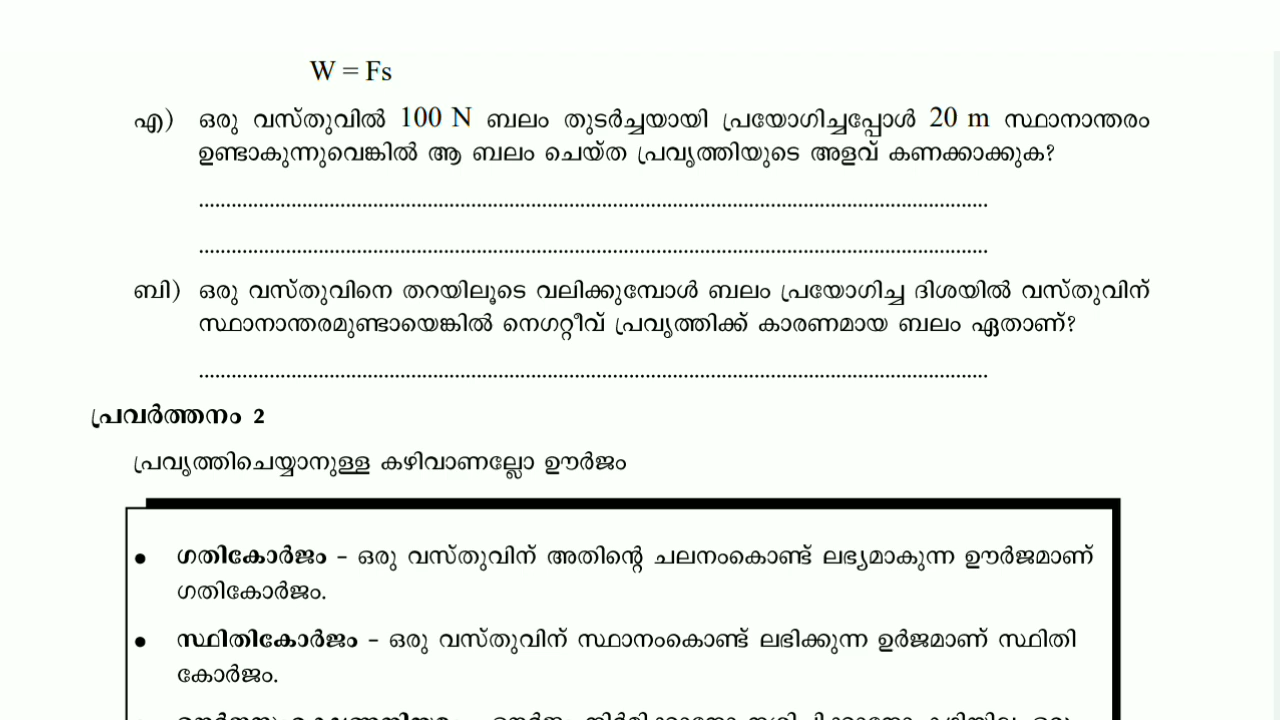 W = Fs
എ) ഒരു വസ്തുവിൽ 100 N ബലം തുടർച്ചയായി പ്രയോഗിച്ചപ്പോൾ 20 m സ്ഥാനാന്തരം
ഉണ്ടാകുന്നുവെങ്കിൽ ആ ബലം ചെയ്ത പ്രവൃത്തിയുടെ അളവ് കണക്കാക്കുക?
ബി) ഒരു വസ്തുവിനെ തറയിലൂടെ വലിക്കുമ്പോൾ ബലം പ്രയോഗിച്ച ദിശയിൽ വസ്തുവിന്
സ്ഥാനാന്തരമുണ്ടായെങ്കിൽ നെഗറ്റീവ് പ്രവൃത്തിക്ക് കാരണമായ ബലം ഏതാണ്?
പ്രവർത്തനം 2
പ്രവൃത്തിചെയ്യാനുള്ള കഴിവാണല്ലോ ഊർജം
• ഗതികോർജം – ഒരു വസ്തുവിന് അതിന്റെ ചലനംകൊണ്ട് ലഭ്യമാകുന്ന ഊർജമാണ്
ഗതികോർജം.
• സ്ഥിതികോർജം – ഒരു വസ്തുവിന് സ്ഥാനംകൊണ്ട് ലഭിക്കുന്ന ഉർജമാണ് സ്ഥിതി
കോർജം.